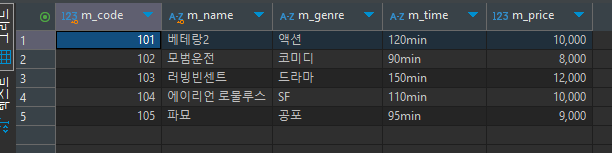 123 m_code A-Z m_name A-Z m_genre A-Z m_time 123 m_price
1 101 베테랑2 액션 120min 10,000
2 102 모범운전 코미디 90min 8,000
3 103 러빙빈센트 드라마 150min 12,000
4 104 에이리언 로물루스 SF 110min 10,000
5 105 파묘 공포 95min 9,000